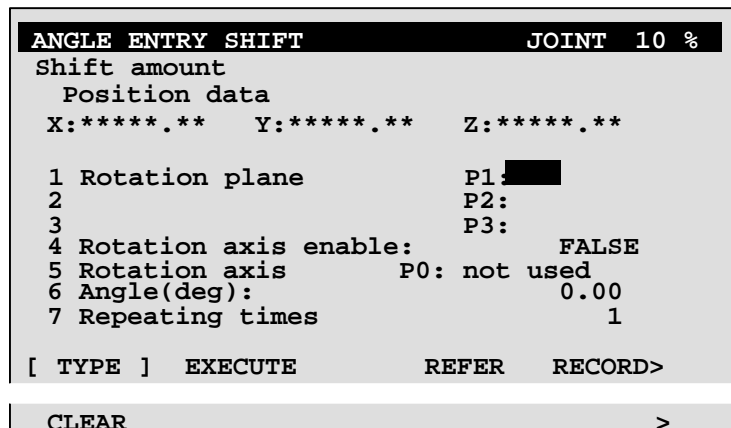 ANGLE ENTRY SHIFT JOINT 10 %
Shift amount
Position data
X:*****.** Y:*****.** Z:*****.**
1 Rotation plane P1:
2 P2:
3 P3:
4 Rotation axis enable: FALSE
5 Rotation axis P0: not used
6 Angle(deg): 0.00
7 Repeating times 1
[ TYPE ] EXECUTE REFER RECORD>
CLEAR >